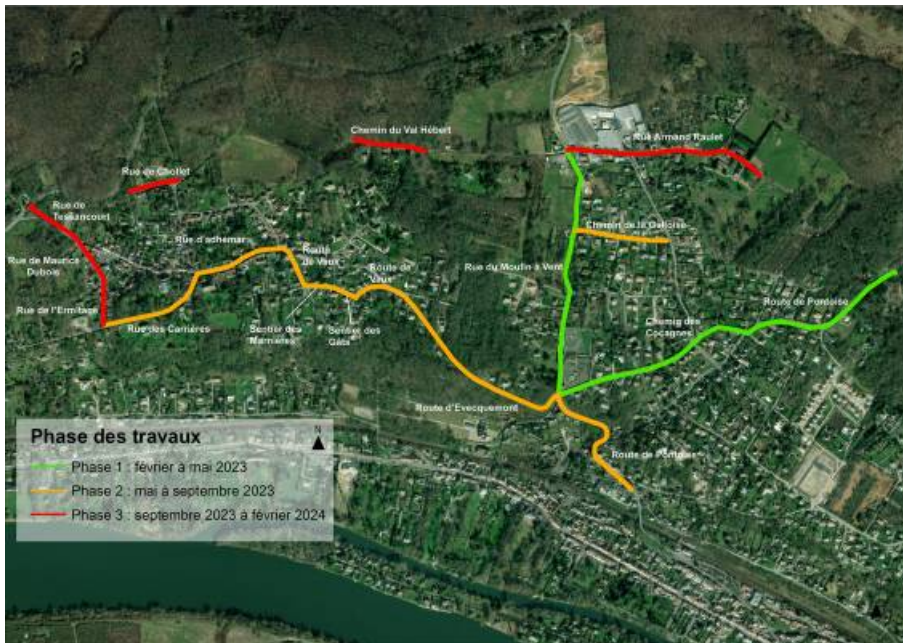 Chemin du Val Hébert
Rue Armand Raulet
Rue de Chollet
Rue de
Tessancourt
Rue d'adhémar
Route
de Vaux
Chemin de la Galloise
Rue de Maurice
Dubois
Route de
Vaux
Rue du Moulin à Vent
Rue de l'Ermitage
Rue des Carrières
Sentier des
Marnières
Sentier des
Gâts
Route de Pontoise
Chemin des
Cocagnes
Route d'Evecquemont
Route de Pontoise
Phase des travaux
N
Phase 1 : février à mai 2023
Phase 2 : mai à septembre 2023
Phase 3 : septembre 2023 à février 2024